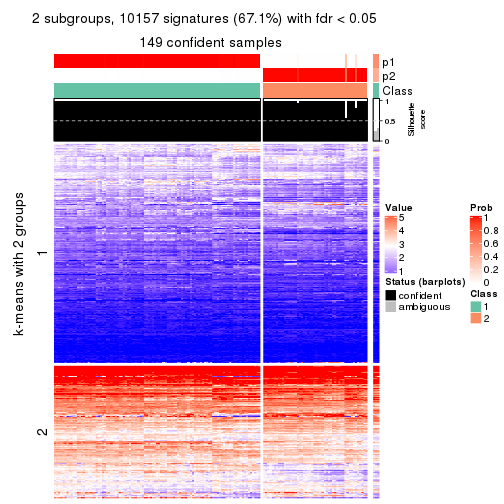 2 subgroups, 10157 signatures (67.1%) with fdr < 0.05
149 confident samples
p1
p2
Class
1
0.5
0
Silhouette
score
k-means with 2 groups
1
2
Value
5
4
3
2
1
Status (barplots)
confident
ambiguous
Prob
1
0.8
0.6
0.4
0.2
0
Class
1
2